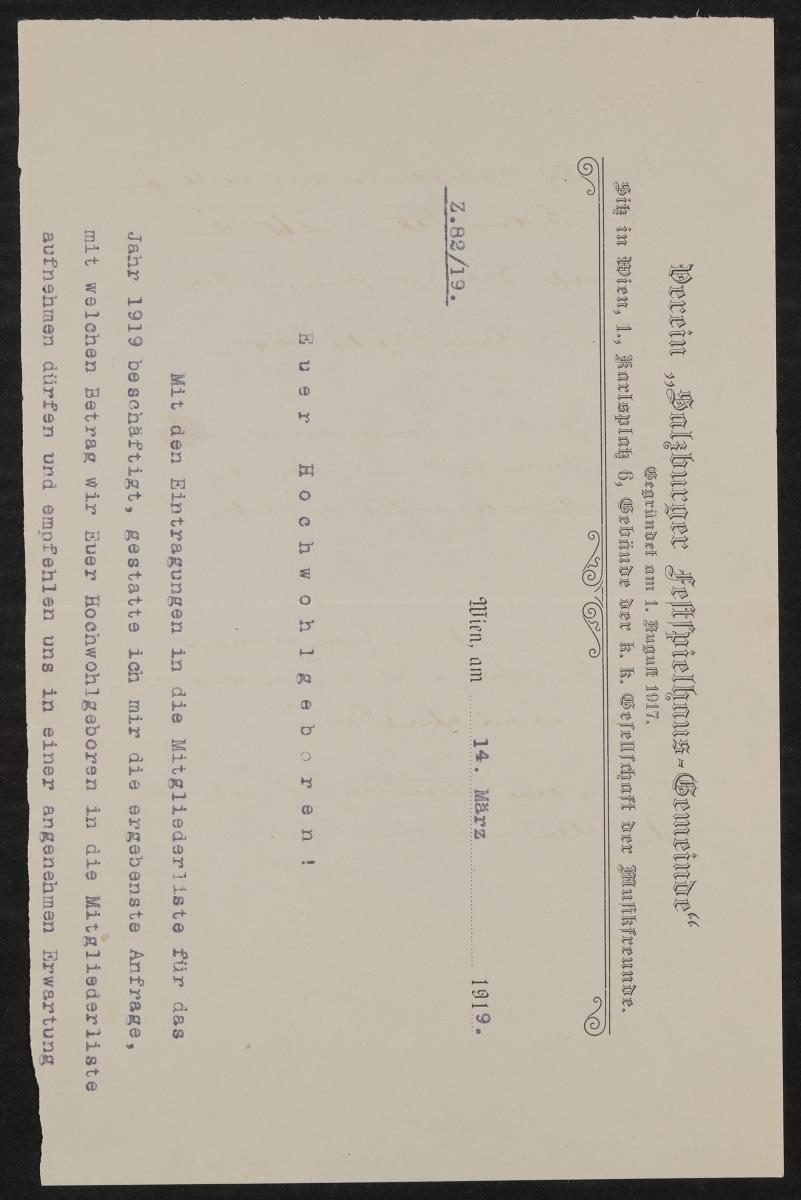 Verein „Salzburger Festspielhaus-Gemeinde“
Gegründet am 1. August 1917.
Sitz in Wien, 1., Karlsplatz 6, Gebäude der k. k. Gesellschaft der Musikfreunde.
Wien, am 14. März 1919.
Z.82/19.
Euer Hochwohlgeboren!
Mit den Eintragungen in die Mitgliederliste für das
Jahr 1919 beschäftigt, gestatte ich mir die ergebenste Anfrage,
mit welchen Betrag wir Euer Hochwohlgeboren in die Mitgliederliste
aufnehmen dürfen und empfehlen uns in einer angenehmen Erwartung